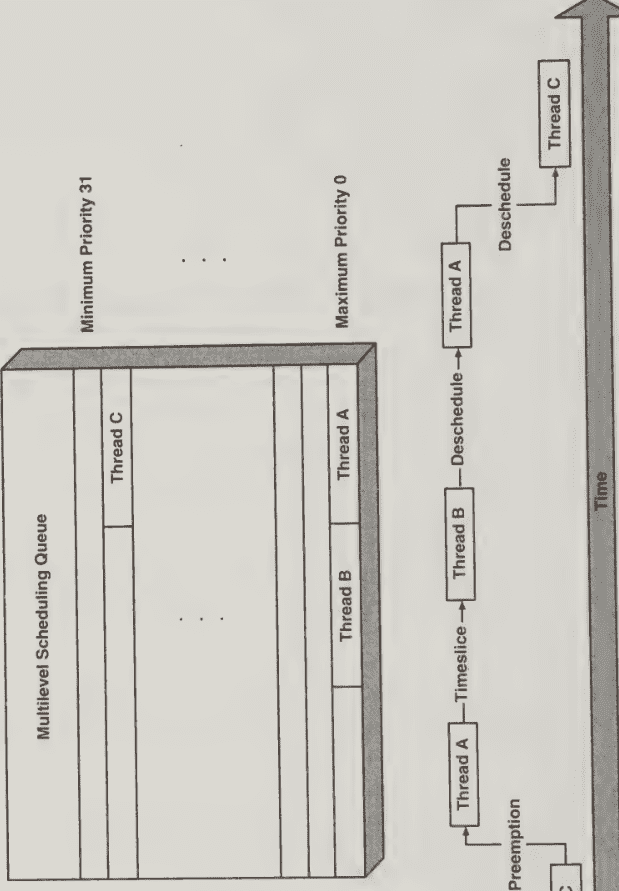 Multilevel Scheduling Queue
Minimum Priority 31
Thread C
. . .
. . .
Thread B
Thread A
Maximum Priority 0
C
Preemption
Thread A
Timeslice
Thread B
Deschedule
Thread A
Deschedule
Thread C
Time